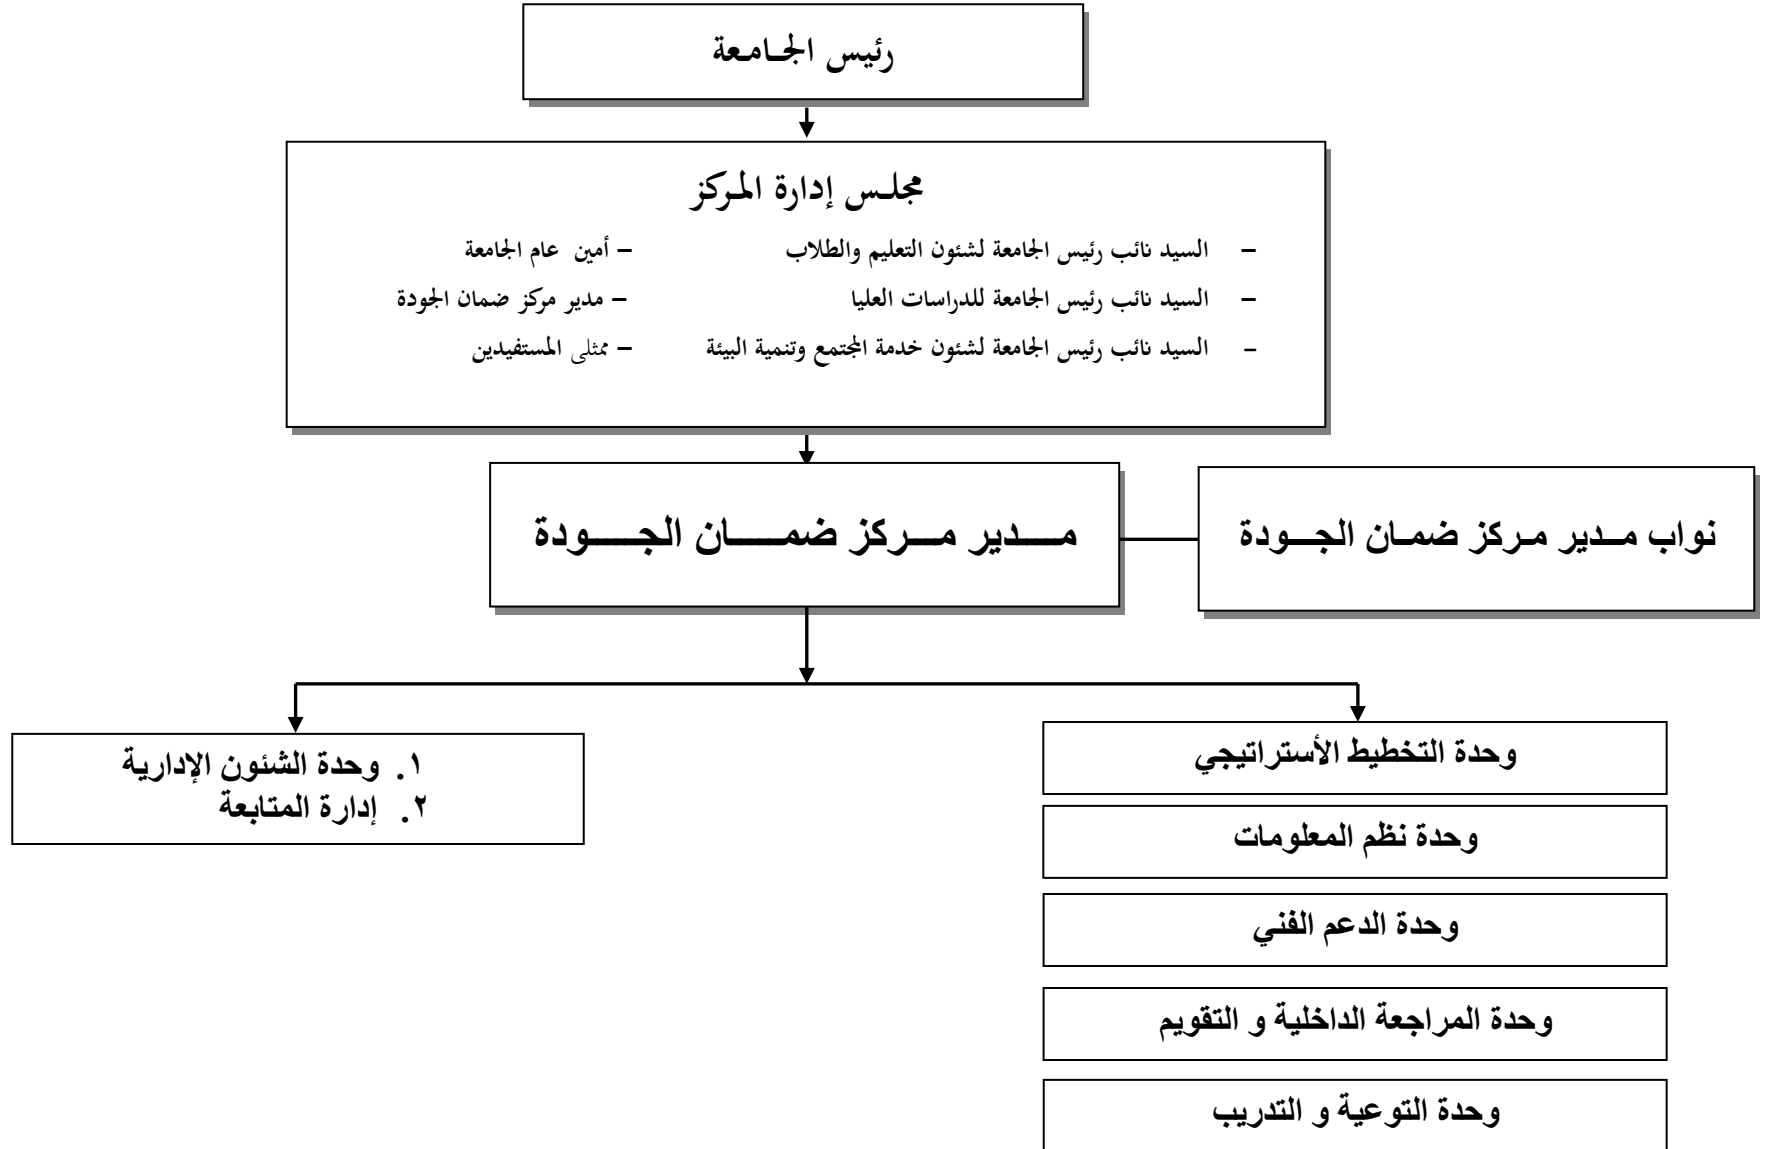 رئيس الجامعة
مجلس إدارة المركز
– السيد نائب رئيس الجامعة لشئون التعليم والطلاب – أمين عام الجامعة
– السيد نائب رئيس الجامعة للدراسات العليا – مدير مركز ضمان الجودة
- السيد نائب رئيس الجامعة لشئون خدمة المجتمع وتنمية البيئة – ممثلى المستفيدين
نواب مدير مركز ضمان الجودة
مدير مركز ضمان الجودة
وحدة التخطيط الأستراتيجي
وحدة نظم المعلومات
وحدة الدعم الفني
وحدة المراجعة الداخلية و التقويم
وحدة التوعية و التدريب
١. وحدة الشئون الإدارية
٢. إدارة المتابعة